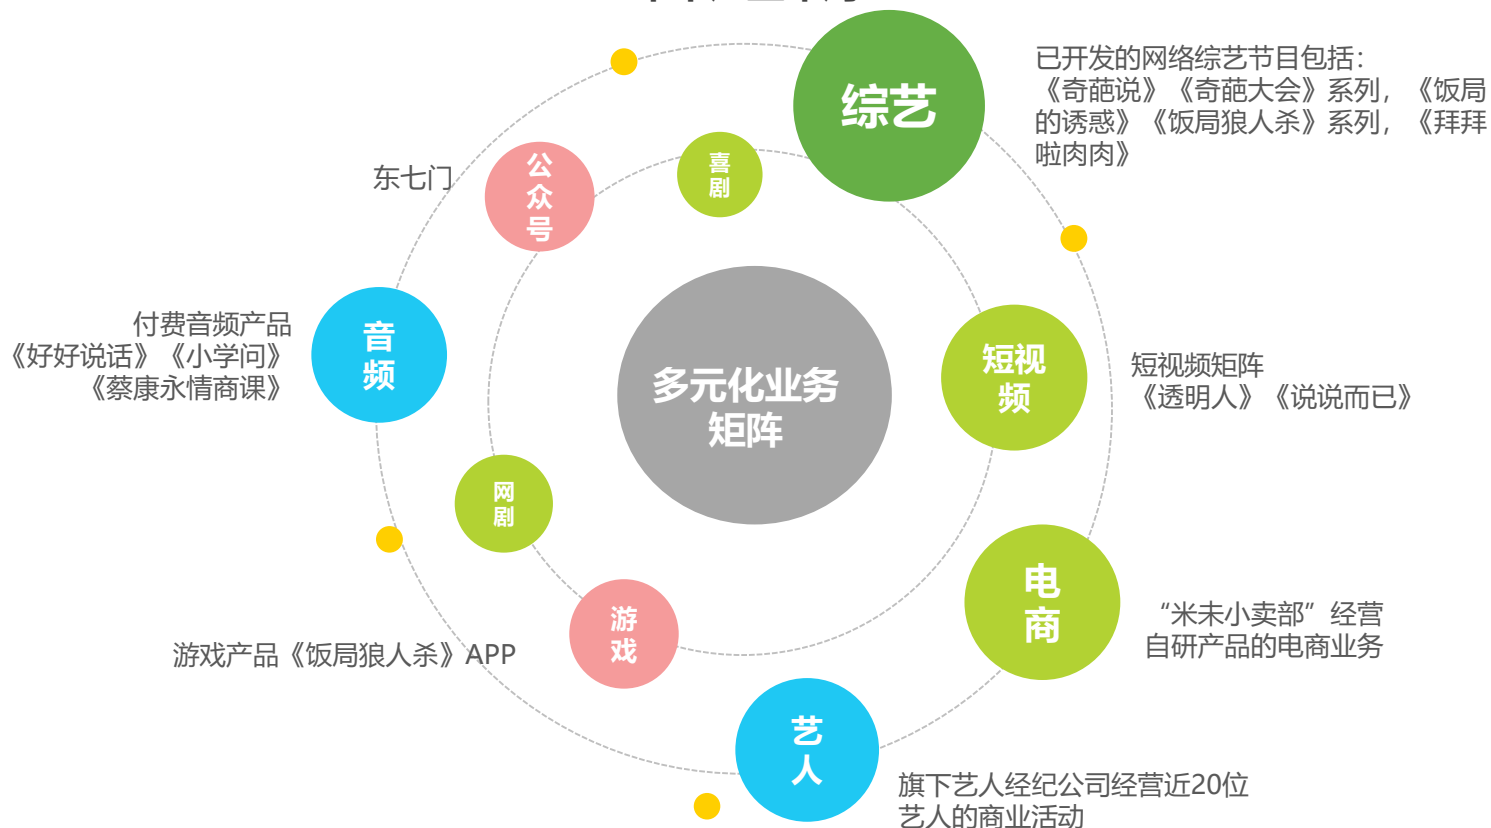 综艺
已开发的网络综艺节目包括：
《奇葩说》《奇葩大会》系列，《饭局
的诱惑》《饭局狼人杀》系列，《拜拜
啦肉肉》
喜
剧
公
众
号
东七门
音
频
付费音频产品
《好好说话》《小学问》
《蔡康永情商课》
多元化业务
矩阵
短视
频
短视频矩阵
《透明人》《说说而已》
网
剧
电
商
“米未小卖部”经营
自研产品的电商业务
游
戏
游戏产品《饭局狼人杀》APP
艺
人
旗下艺人经纪公司经营近20位
艺人的商业活动